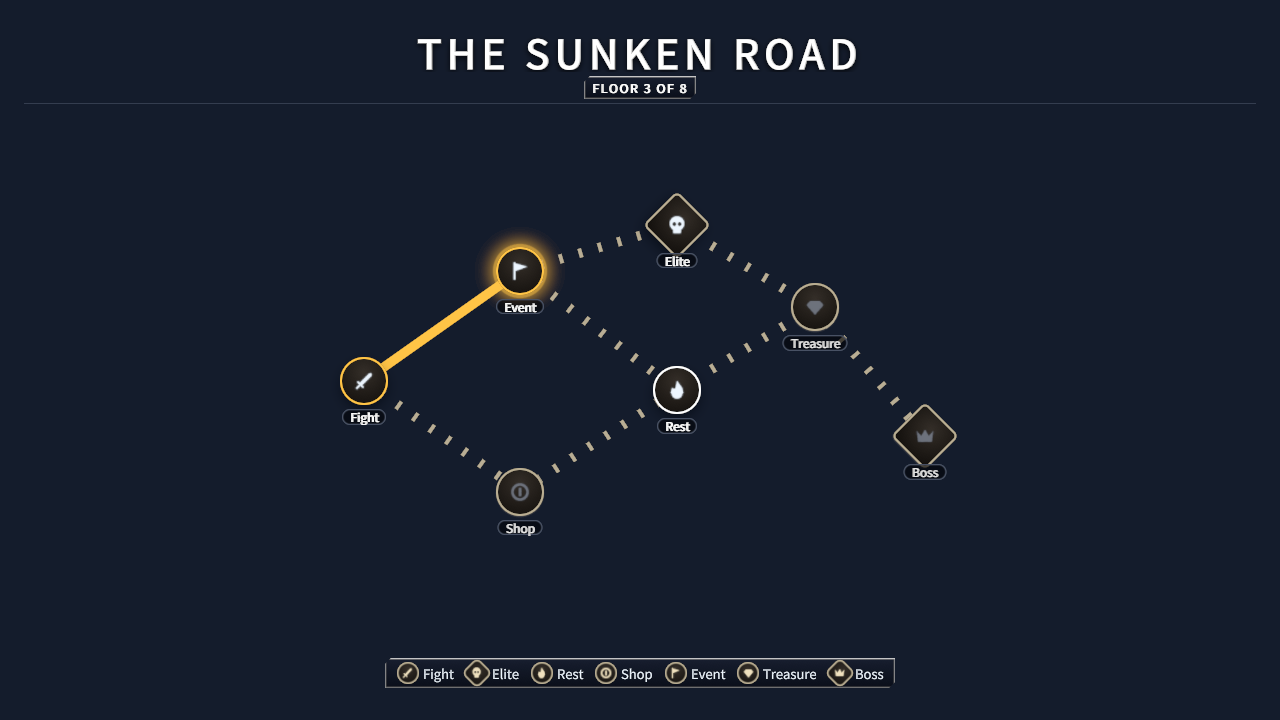 THE SUNKEN ROAD
FLOOR 3 OF 8
Elite
Event
Treasure
Fight
Rest
Boss
Shop
Fight Elite Rest Shop Event Treasure Boss